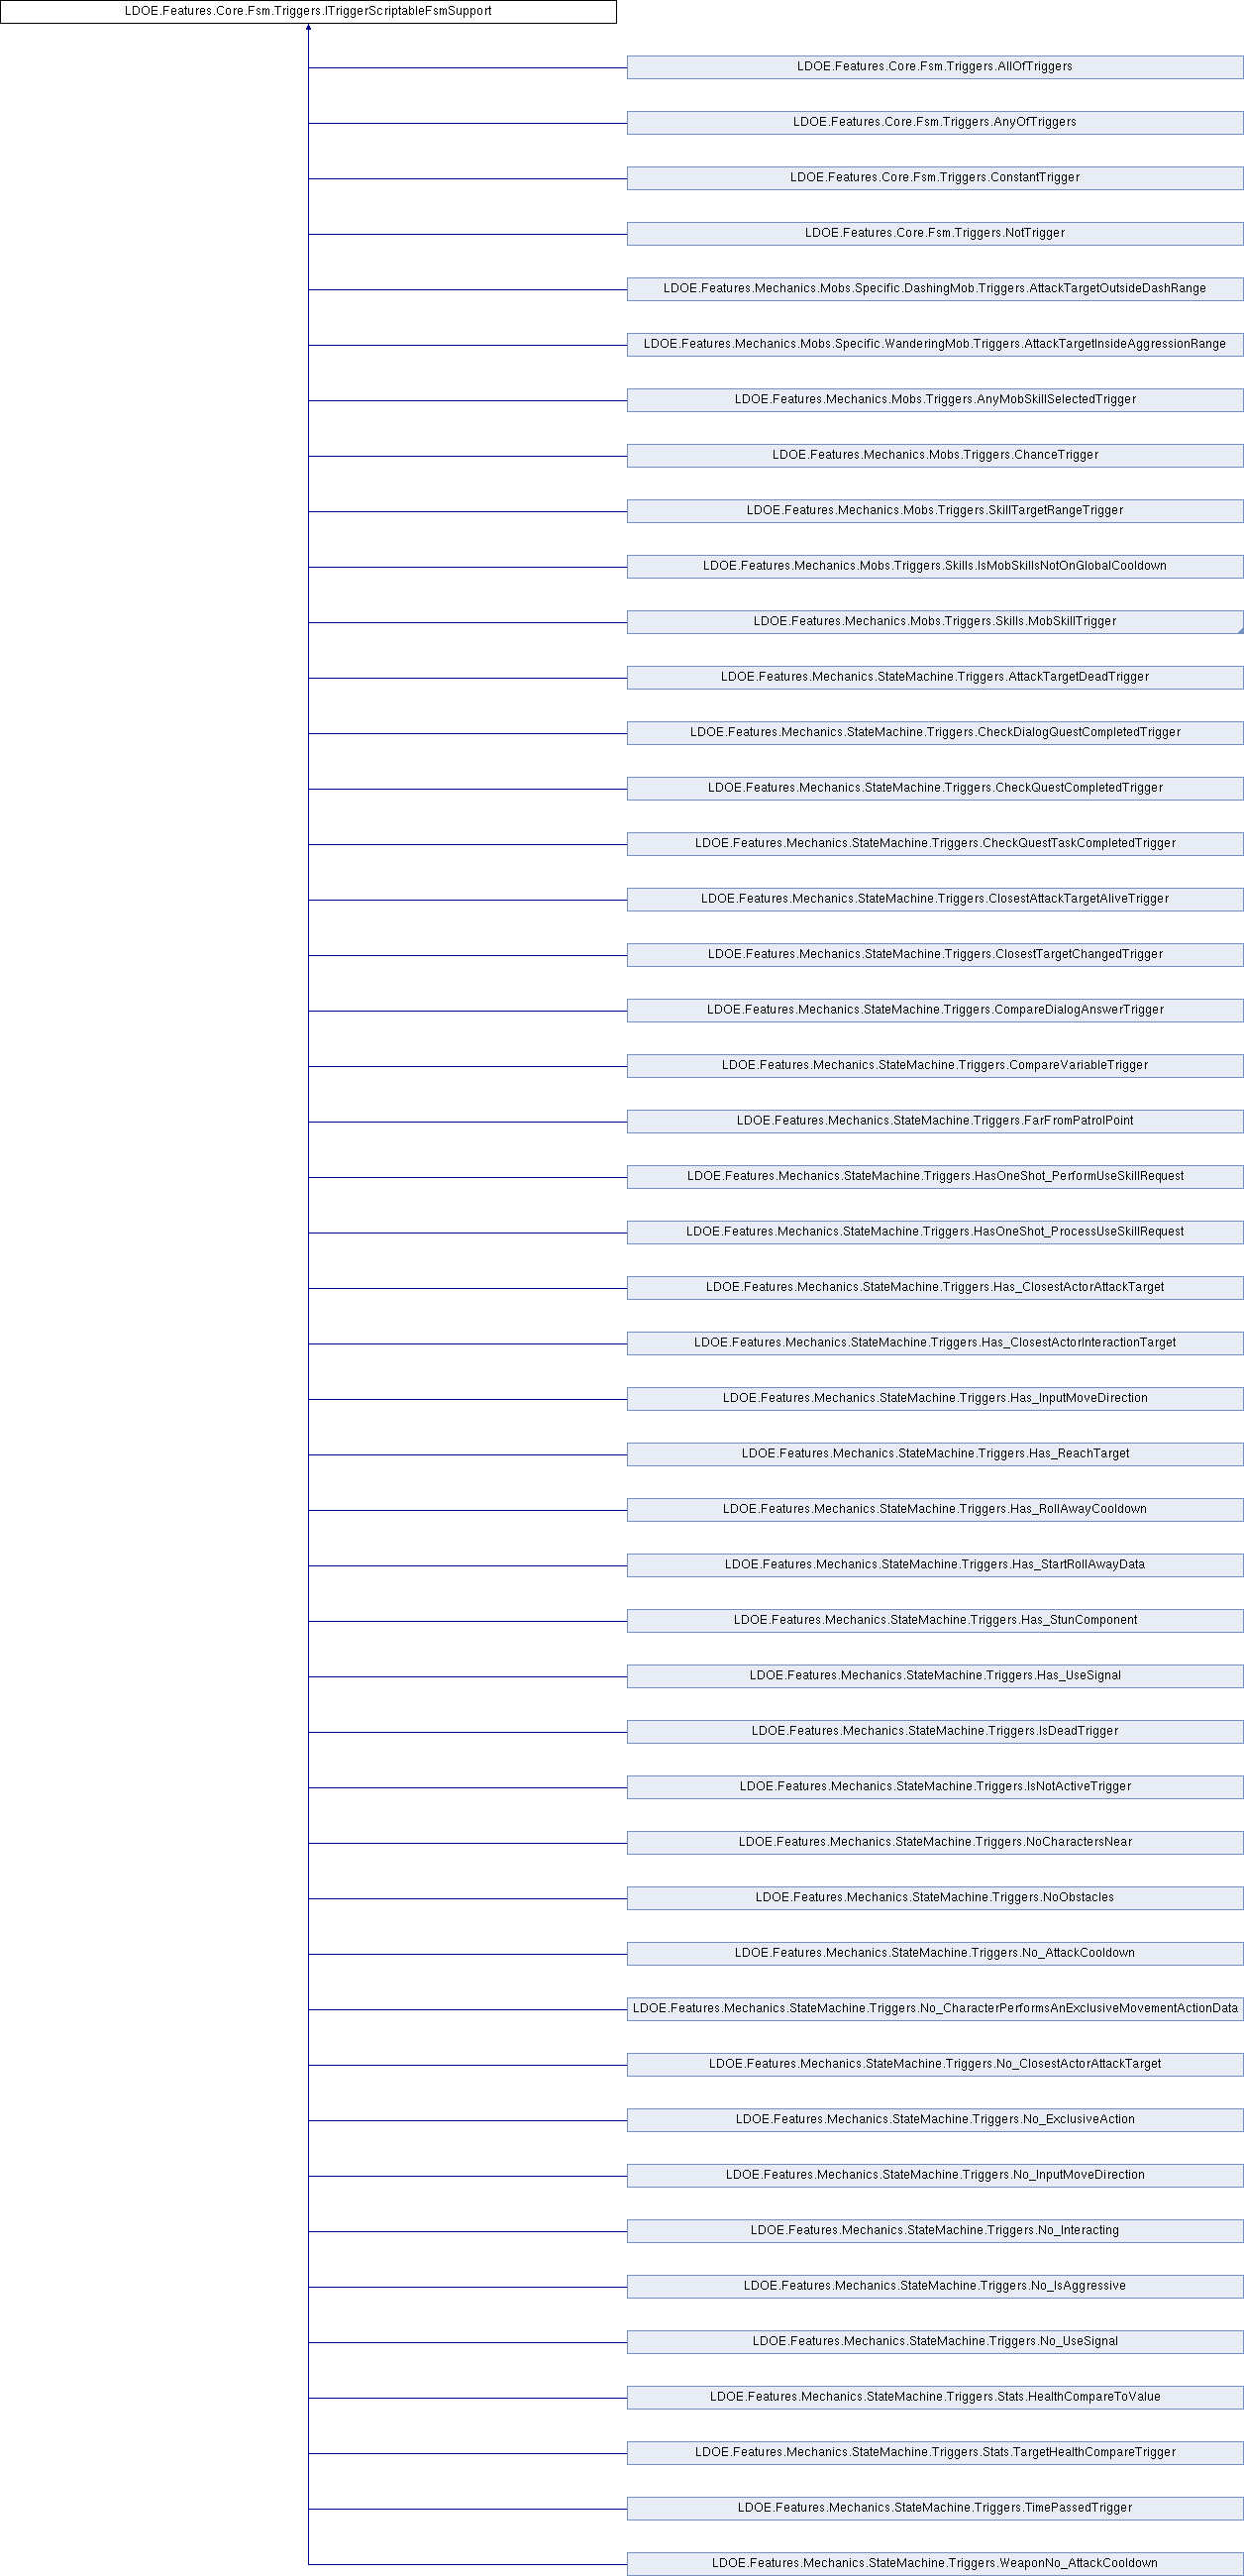 LDOE.Features.Core.Fsm.Triggers.ITriggerScriptableFsmSupport
LDOE.Features.Core.Fsm.Triggers.AllOfTriggers
LDOE.Features.Core.Fsm.Triggers.AnyOfTriggers
LDOE.Features.Core.Fsm.Triggers.ConstantTrigger
LDOE.Features.Core.Fsm.Triggers.NotTrigger
LDOE.Features.Mechanics.Mobs.Specific.DashingMob.Triggers.AttackTargetOutsideDashRange
LDOE.Features.Mechanics.Mobs.Specific.WanderingMob.Triggers.AttackTargetInsideAggressionRange
LDOE.Features.Mechanics.Mobs.Triggers.AnyMobSkillSelectedTrigger
LDOE.Features.Mechanics.Mobs.Triggers.ChanceTrigger
LDOE.Features.Mechanics.Mobs.Triggers.SkillTargetRangeTrigger
LDOE.Features.Mechanics.Mobs.Triggers.Skills.IsMobSkillsNotOnGlobalCooldown
LDOE.Features.Mechanics.Mobs.Triggers.Skills.MobSkillTrigger
LDOE.Features.Mechanics.StateMachine.Triggers.AttackTargetDeadTrigger
LDOE.Features.Mechanics.StateMachine.Triggers.CheckDialogQuestCompletedTrigger
LDOE.Features.Mechanics.StateMachine.Triggers.CheckQuestCompletedTrigger
LDOE.Features.Mechanics.StateMachine.Triggers.CheckQuestTaskCompletedTrigger
LDOE.Features.Mechanics.StateMachine.Triggers.ClosestAttackTargetAliveTrigger
LDOE.Features.Mechanics.StateMachine.Triggers.ClosestTargetChangedTrigger
LDOE.Features.Mechanics.StateMachine.Triggers.CompareDialogAnswerTrigger
LDOE.Features.Mechanics.StateMachine.Triggers.CompareVariableTrigger
LDOE.Features.Mechanics.StateMachine.Triggers.FarFromPatrolPoint
LDOE.Features.Mechanics.StateMachine.Triggers.HasOneShot_PerformUseSkillRequest
LDOE.Features.Mechanics.StateMachine.Triggers.HasOneShot_ProcessUseSkillRequest
LDOE.Features.Mechanics.StateMachine.Triggers.Has_ClosestActorAttackTarget
LDOE.Features.Mechanics.StateMachine.Triggers.Has_ClosestActorInteractionTarget
LDOE.Features.Mechanics.StateMachine.Triggers.Has_InputMoveDirection
LDOE.Features.Mechanics.StateMachine.Triggers.Has_ReachTarget
LDOE.Features.Mechanics.StateMachine.Triggers.Has_RollAwayCooldown
LDOE.Features.Mechanics.StateMachine.Triggers.Has_StartRollAwayData
LDOE.Features.Mechanics.StateMachine.Triggers.Has_StunComponent
LDOE.Features.Mechanics.StateMachine.Triggers.Has_UseSignal
LDOE.Features.Mechanics.StateMachine.Triggers.IsDeadTrigger
LDOE.Features.Mechanics.StateMachine.Triggers.IsNotActiveTrigger
LDOE.Features.Mechanics.StateMachine.Triggers.NoCharactersNear
LDOE.Features.Mechanics.StateMachine.Triggers.NoObstacles
LDOE.Features.Mechanics.StateMachine.Triggers.No_AttackCooldown
LDOE.Features.Mechanics.StateMachine.Triggers.No_CharacterPerformsAnExclusiveMovementActionData
LDOE.Features.Mechanics.StateMachine.Triggers.No_ClosestActorAttackTarget
LDOE.Features.Mechanics.StateMachine.Triggers.No_ExclusiveAction
LDOE.Features.Mechanics.StateMachine.Triggers.No_InputMoveDirection
LDOE.Features.Mechanics.StateMachine.Triggers.No_Interacting
LDOE.Features.Mechanics.StateMachine.Triggers.No_IsAggressive
LDOE.Features.Mechanics.StateMachine.Triggers.No_UseSignal
LDOE.Features.Mechanics.StateMachine.Triggers.Stats.HealthCompareToValue
LDOE.Features.Mechanics.StateMachine.Triggers.Stats.TargetHealthCompareTrigger
LDOE.Features.Mechanics.StateMachine.Triggers.TimePassedTrigger
LDOE.Features.Mechanics.StateMachine.Triggers.WeaponNo_AttackCooldown